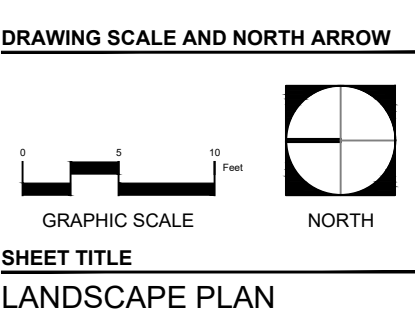 DRAWING SCALE AND NORTH ARROW
0 5 10
Feet
GRAPHIC SCALE NORTH
SHEET TITLE
LANDSCAPE PLAN